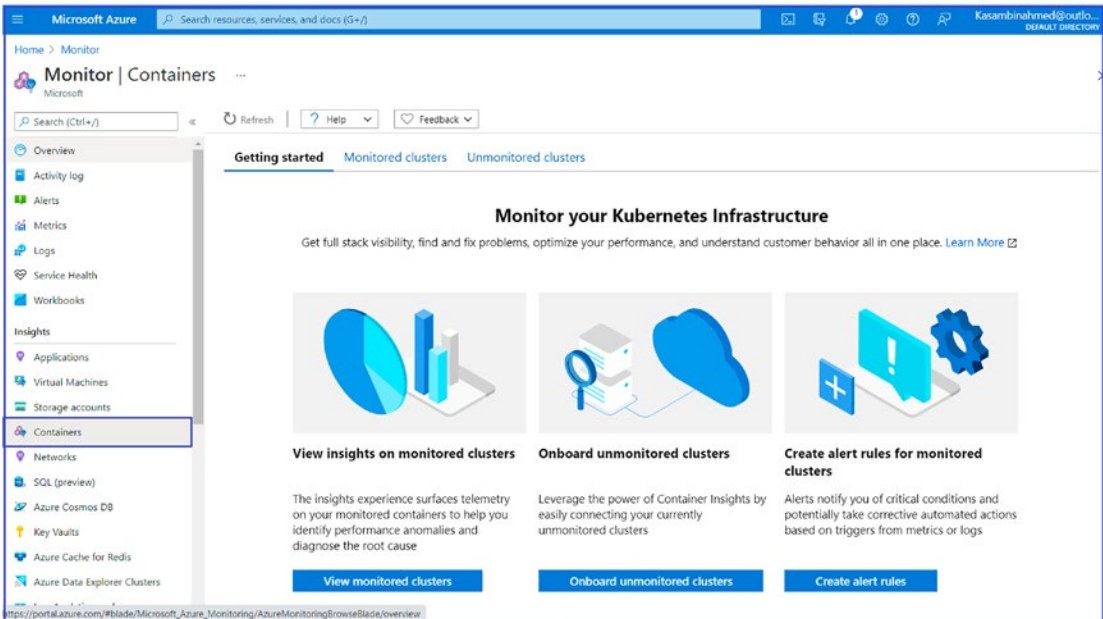 Microsoft Azure
Search resources, services, and docs (G+/)
1
Kasambinahmed@outlo...
DEFAULT DIRECTORY
Home > Monitor
Monitor | Containers ...
Microsoft
Search (Ctrl+/)
«
Refresh
Help
Feedback
Overview
Activity log
Alerts
Metrics
Logs
Service Health
Workbooks
Insights
Applications
Virtual Machines
Storage accounts
Containers
Networks
SQL (preview)
Azure Cosmos DB
Key Vaults
Azure Cache for Redis
Azure Data Explorer Clusters
Getting started Monitored clusters Unmonitored clusters
Monitor your Kubernetes Infrastructure
Get full stack visibility, find and fix problems, optimize your performance, and understand customer behavior all in one place. Learn More
View insights on monitored clusters
The insights experience surfaces telemetry
on your monitored containers to help you
identify performance anomalies and
diagnose the root cause
View monitored clusters
Onboard unmonitored clusters
Leverage the power of Container Insights by
easily connecting your currently
unmonitored clusters
Onboard unmonitored clusters
Create alert rules for monitored
clusters
Alerts notify you of critical conditions and
potentially take corrective automated actions
based on triggers from metrics or logs
Create alert rules
https://portal.azure.com/#blade/Microsoft_Azure_Monitoring/AzureMonitoringBrowseBlade/overview